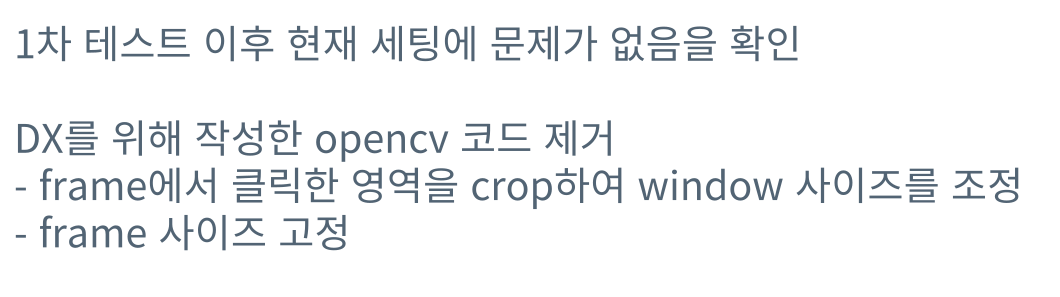 1차 테스트 이후 현재 세팅에 문제가 없음을 확인
DX를 위해 작성한 opencv 코드 제거
- frame에서 클릭한 영역을 crop하여 window 사이즈를 조정
- frame 사이즈 고정